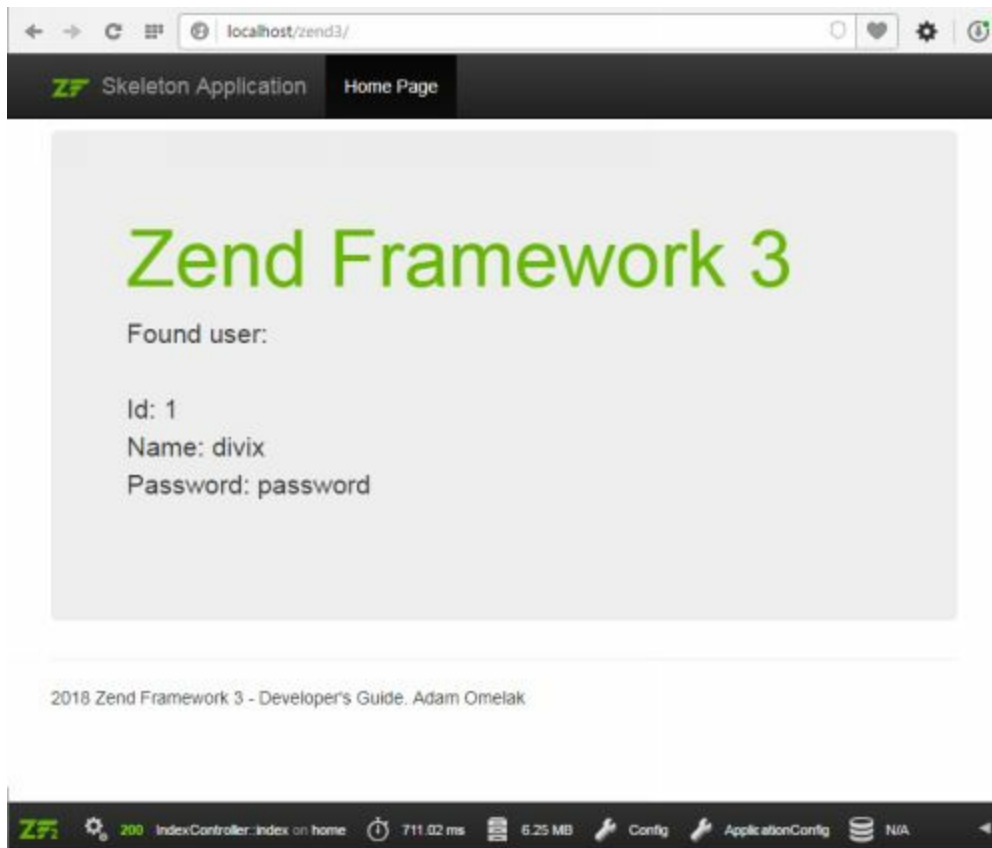 localhost/zend3/
ZF Skeleton Application Home Page
Zend Framework 3
Found user:
Id: 1
Name: divix
Password: password
2018 Zend Framework 3 - Developer's Guide. Adam Omelak
ZF2 200 IndexController::index on home 711.02 ms 6.25 MB Config ApplicationConfig N/A